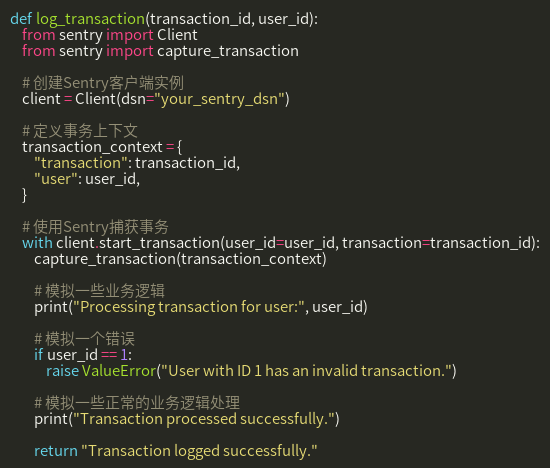 def log_transaction(transaction_id, user_id):
    from sentry import Client
    from sentry import capture_transaction

    # 创建Sentry客户端实例
    client = Client(dsn="your_sentry_dsn")

    # 定义事务上下文
    transaction_context = {
        "transaction": transaction_id,
        "user": user_id,
    }

    # 使用Sentry捕获事务
    with client.start_transaction(user_id=user_id, transaction=transaction_id):
        capture_transaction(transaction_context)

        # 模拟一些业务逻辑
        print("Processing transaction for user:", user_id)

        # 模拟一个错误
        if user_id == 1:
            raise ValueError("User with ID 1 has an invalid transaction.")

        # 模拟一些正常的业务逻辑处理
        print("Transaction processed successfully.")

        return "Transaction logged successfully."